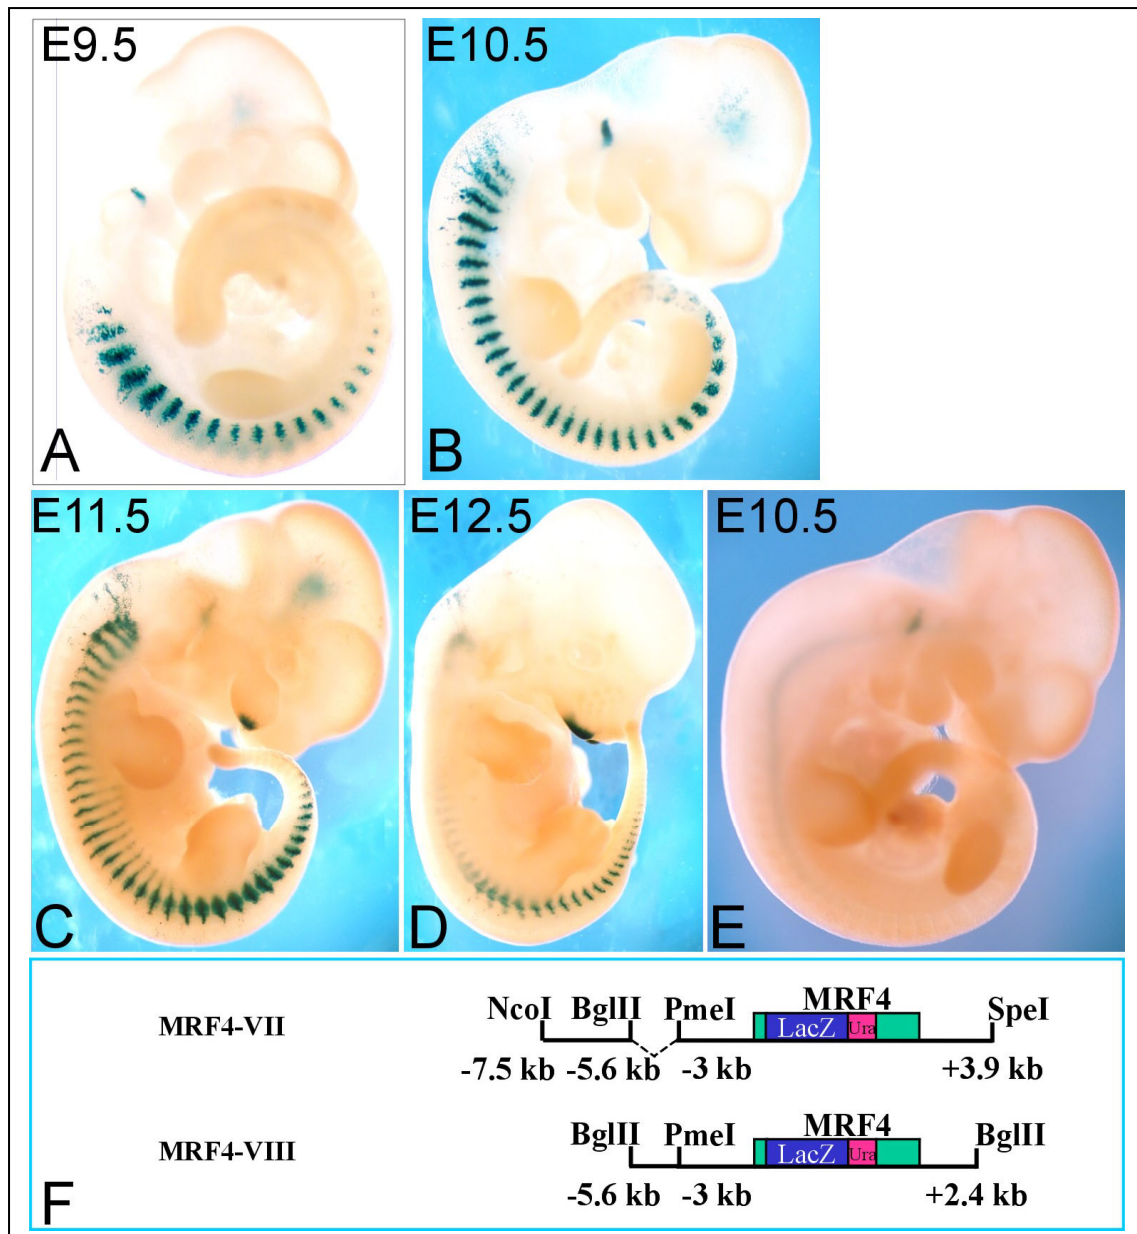 E9.5
E10.5
A
B
E11.5
E12.5
E10.5
C
D
E
NcoI BglII PmeI MRF4 SpeI
MRF4-VII
LacZ Ura
-7.5 kb -5.6 kb -3 kb +3.9 kb
BglII PmeI MRF4 BglII
MRF4-VIII
LacZ Ura
-5.6 kb -3 kb +2.4 kb
F